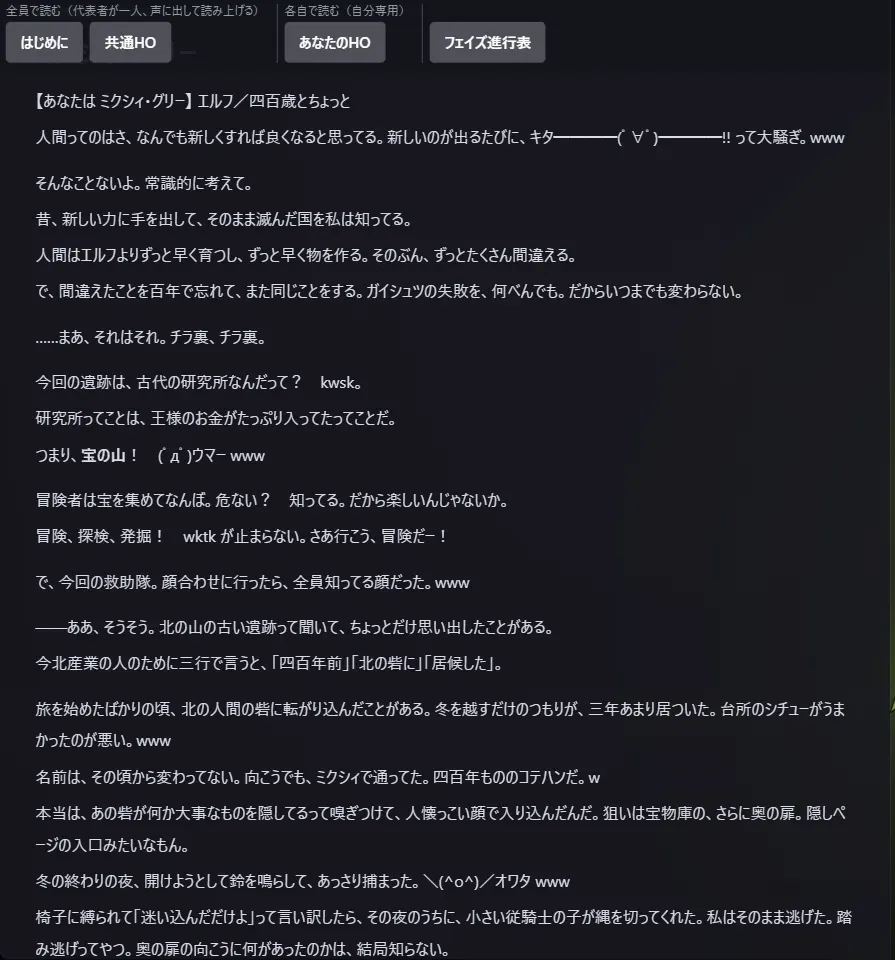 全員で読む（代表者が一人、声に出して読み上げる）
各自で読む（自分専用）
はじめに
共通HO
あなたのHO
フェイズ進行表
【あなたは ミクシィ・グリー】エルフ／四百歳とちょっと
人間ってのはさ、なんでも新しくすれば良くなると思ってる。新しいのが出るたびに、キタ━━━━(ﾟ∀ﾟ)━━━━!! って大騒ぎ。www
そんなことないよ。常識的に考えて。
昔、新しい力に手を出して、そのまま滅んだ国を私は知ってる。
人間はエルフよりずっと早く育つし、ずっと早く物を作る。そのぶん、ずっとたくさん間違える。
で、間違えたことを百年で忘れて、また同じことをする。ガイシュツの失敗を、何べんでも。だからいつまでも変わらない。
……まあ、それはそれ。チラ裏、チラ裏。
今回の遺跡は、古代の研究所なんだって？　kwsk。
研究所ってことは、王様のお金がたっぷり入ってたってことだ。
つまり、宝の山！　(ﾟдﾟ)ウマー www
冒険者は宝を集めてなんぼ。危ない？　知ってる。だから楽しいんじゃないか。
冒険、探検、発掘！　wktk が止まらない。さあ行こう、冒険だー！
で、今回の救助隊。顔合わせに行ったら、全員知ってる顔だった。www
――ああ、そうそう。北の山の古い遺跡って聞いて、ちょっとだけ思い出したことがある。
今北産業の人のために三行で言うと、「四百年前」「北の砦に」「居候した」。
旅を始めたばかりの頃、北の人間の砦に転がり込んだことがある。冬を越すだけのつもりが、三年あまり居ついた。台所のシチューがうま
かったのが悪い。www
名前は、その頃から変わってない。向こうでも、ミクシィで通ってた。四百年もののコテハンだ。w
本当は、あの砦が何か大事なものを隠してるって嗅ぎつけて、人懐っこい顔で入り込んだんだ。狙いは宝物庫の、さらに奥の扉。隠しペ
ージの入口みたいなもん。
冬の終わりの夜、開けようとして鈴を鳴らして、あっさり捕まった。＼(^o^)／オワタ www
椅子に縛られて「迷い込んだだけよ」って言い訳したら、その夜のうちに、小さい従騎士の子が縄を切ってくれた。私はそのまま逃げた。踏
み逃げってやつ。奥の扉の向こうに何があったのかは、結局知らない。